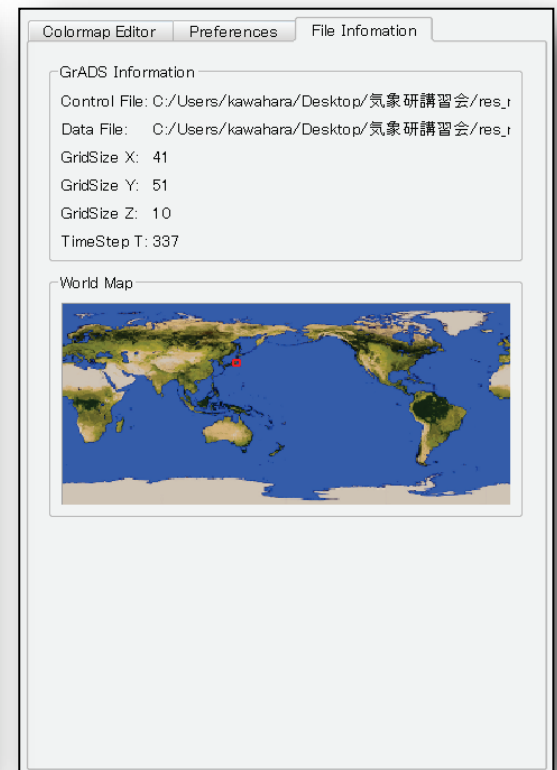 Colormap Editor Preferences File Infomation
GrADS Information
Control File: C:/Users/kawahara/Desktop/気象研講習会/res_r
Data File: C:/Users/kawahara/Desktop/気象研講習会/res_r
GridSize X: 41
GridSize Y: 51
GridSize Z: 10
TimeStep T: 337
World Map